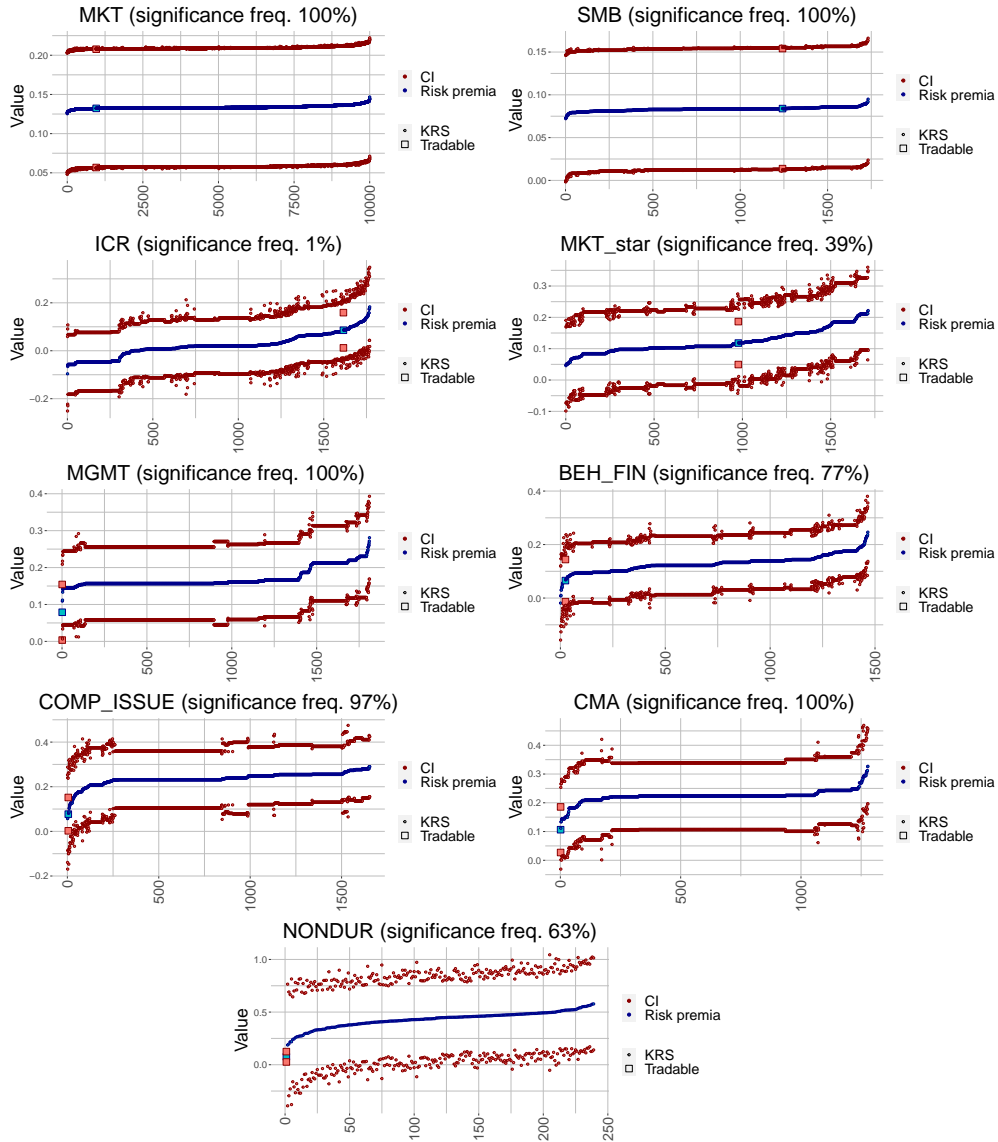 MKT (significance freq. 100%)
Value
0.20
0.15
0.10
0.05
0
2500
5000
7500
10000
CI
Risk premia
KRS
Tradable
SMB (significance freq. 100%)
Value
0.15
0.10
0.05
0.00
0
500
1000
1500
CI
Risk premia
KRS
Tradable
ICR (significance freq. 1%)
Value
0.2
0.0
−0.2
0
500
1000
1500
CI
Risk premia
KRS
Tradable
MKT_star (significance freq. 39%)
Value
0.3
0.2
0.1
0.0
−0.1
0
500
1000
1500
CI
Risk premia
KRS
Tradable
MGMT (significance freq. 100%)
Value
0.4
0.3
0.2
0.1
0.0
0
500
1000
1500
CI
Risk premia
KRS
Tradable
BEH_FIN (significance freq. 77%)
Value
0.4
0.2
0.0
0
500
1000
1500
CI
Risk premia
KRS
Tradable
COMP_ISSUE (significance freq. 97%)
Value
0.4
0.2
0.0
−0.2
0
500
1000
1500
CI
Risk premia
KRS
Tradable
CMA (significance freq. 100%)
Value
0.4
0.3
0.2
0.1
0.0
0
500
1000
CI
Risk premia
KRS
Tradable
NONDUR (significance freq. 63%)
Value
1.0
0.5
0.0
0
50
100
150
200
250
CI
Risk premia
KRS
Tradable